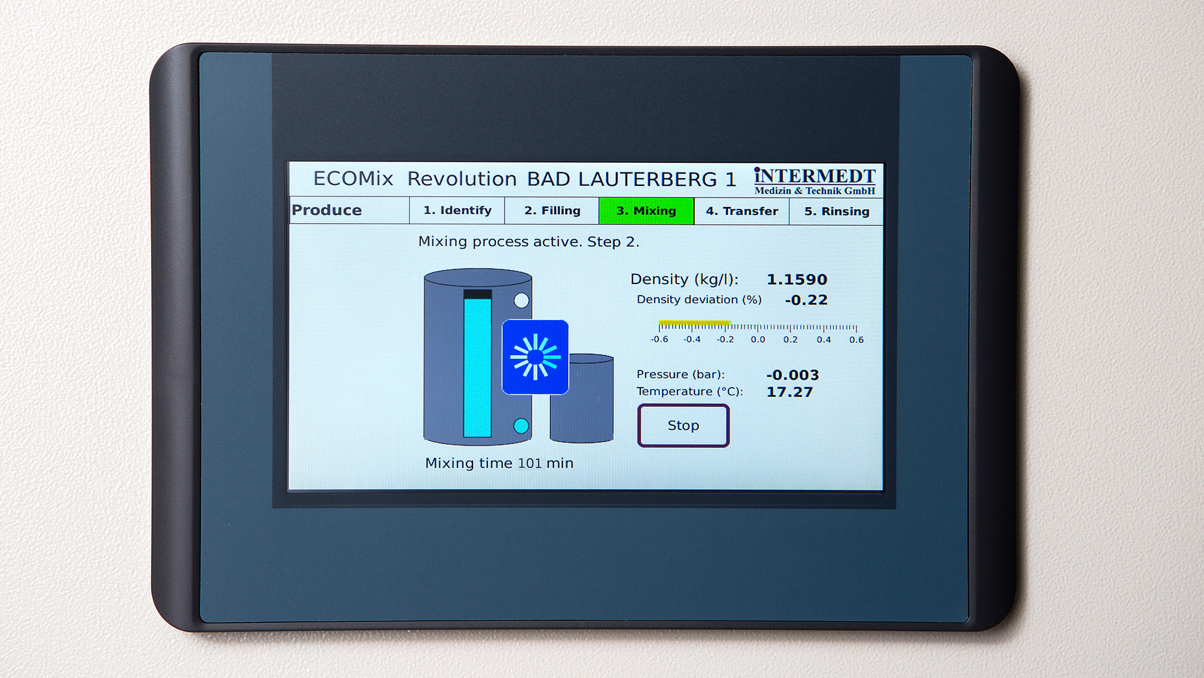 ECOMix Revolution BAD LAUTERBERG 1
iNTERMEDT
Medizin & Technik GmbH
Produce 1. Identify 2. Filling 3. Mixing 4. Transfer 5. Rinsing
Mixing process active. Step 2.
Density (kg/l): 1.1590
Density deviation (%) -0.22
-0.6 -0.4 -0.2 0.0 0.2 0.4 0.6
Pressure (bar): -0.003
Temperature (°C): 17.27
Stop
Mixing time 101 min